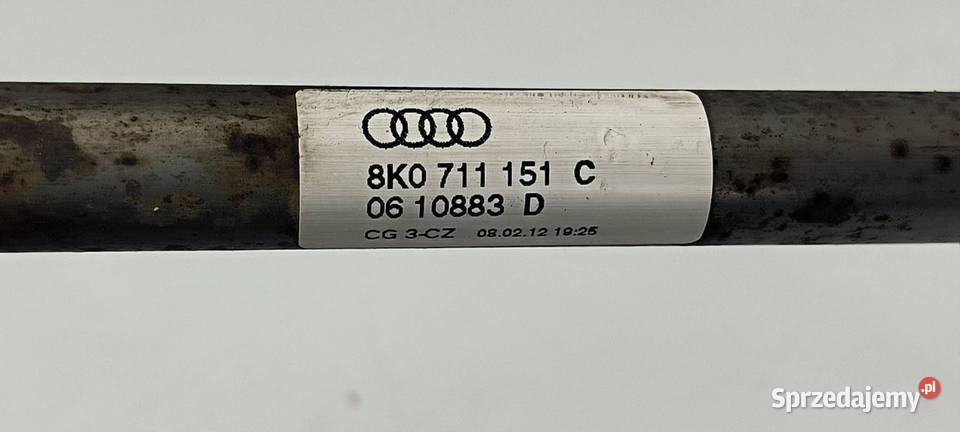 8K0 711 151 C
06 10883 D
CG 3-CZ 08.02.12 19:25
Sprzedajemy.pl